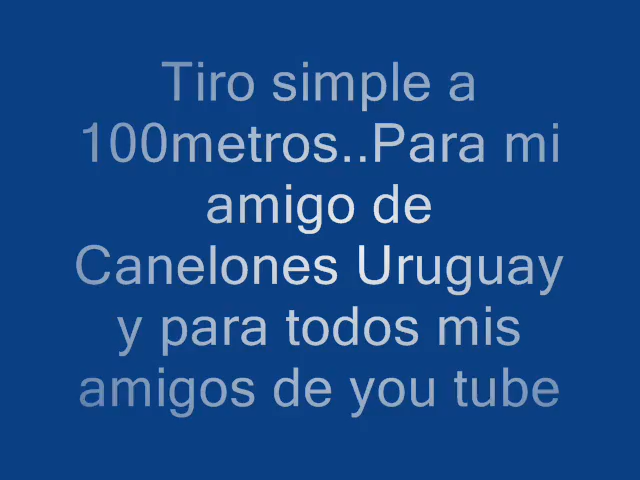 Tiro simple a
100metros..Para mi
amigo de
Canelones Uruguay
y para todos mis
amigos de you tube